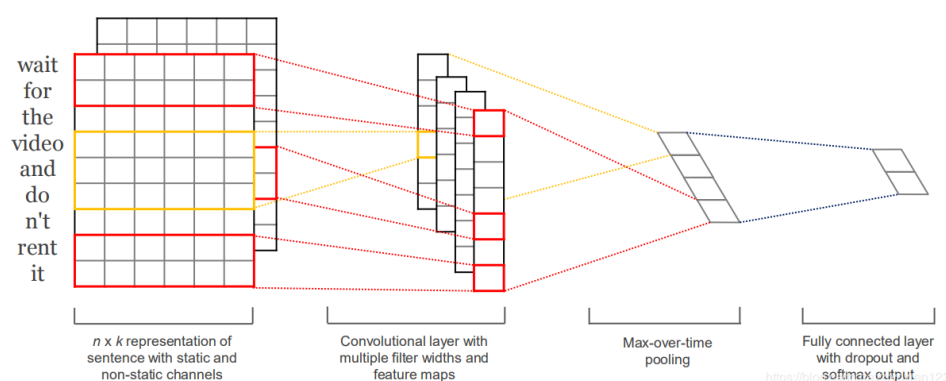 wait
for
the
video
and
do
n't
rent
it
n x k representation of
sentence with static and
non-static channels
Convolutional layer with
multiple filter widths and
feature maps
Max-over-time
pooling
Fully connected layer
with dropout and
softmax output